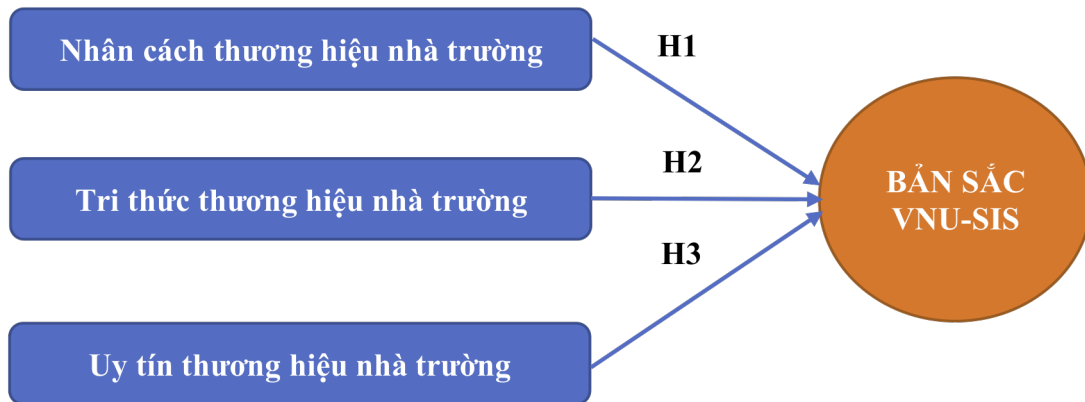 Nhân cách thương hiệu nhà trường
H1
Tri thức thương hiệu nhà trường
H2
BẢN SẮC
VNU-SIS
H3
Uy tín thương hiệu nhà trường